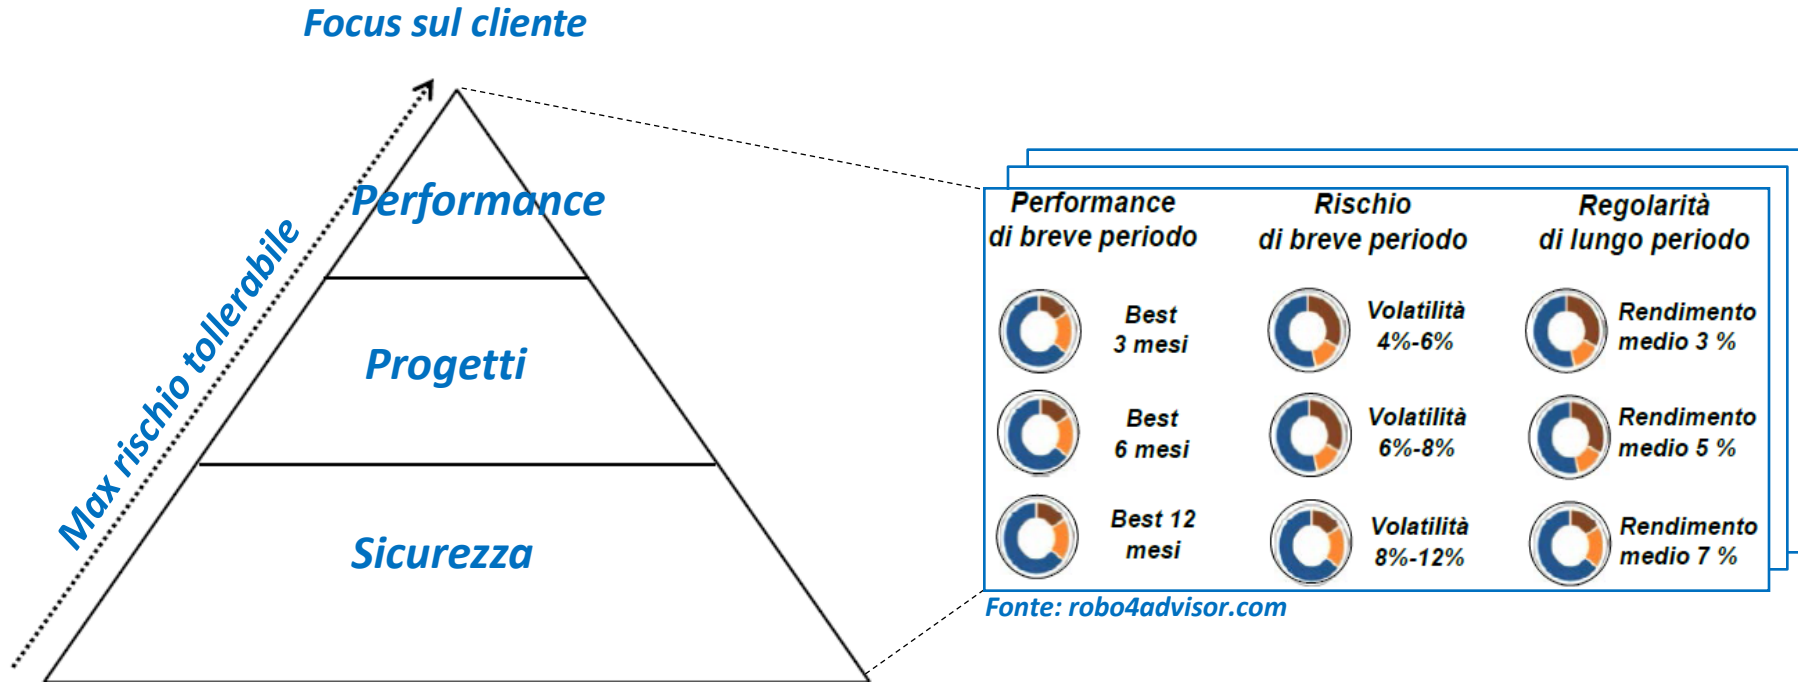 Focus sul cliente
Max rischio tollerabile
Performance
Progetti
Sicurezza
Performance
di breve periodo
Rischio
di breve periodo
Regolarità
di lungo periodo
Best
3 mesi
Volatilità
4%-6%
Rendimento
medio 3 %
Best
6 mesi
Volatilità
6%-8%
Rendimento
medio 5 %
Best 12
mesi
Volatilità
8%-12%
Rendimento
medio 7 %
Fonte: robo4advisor.com